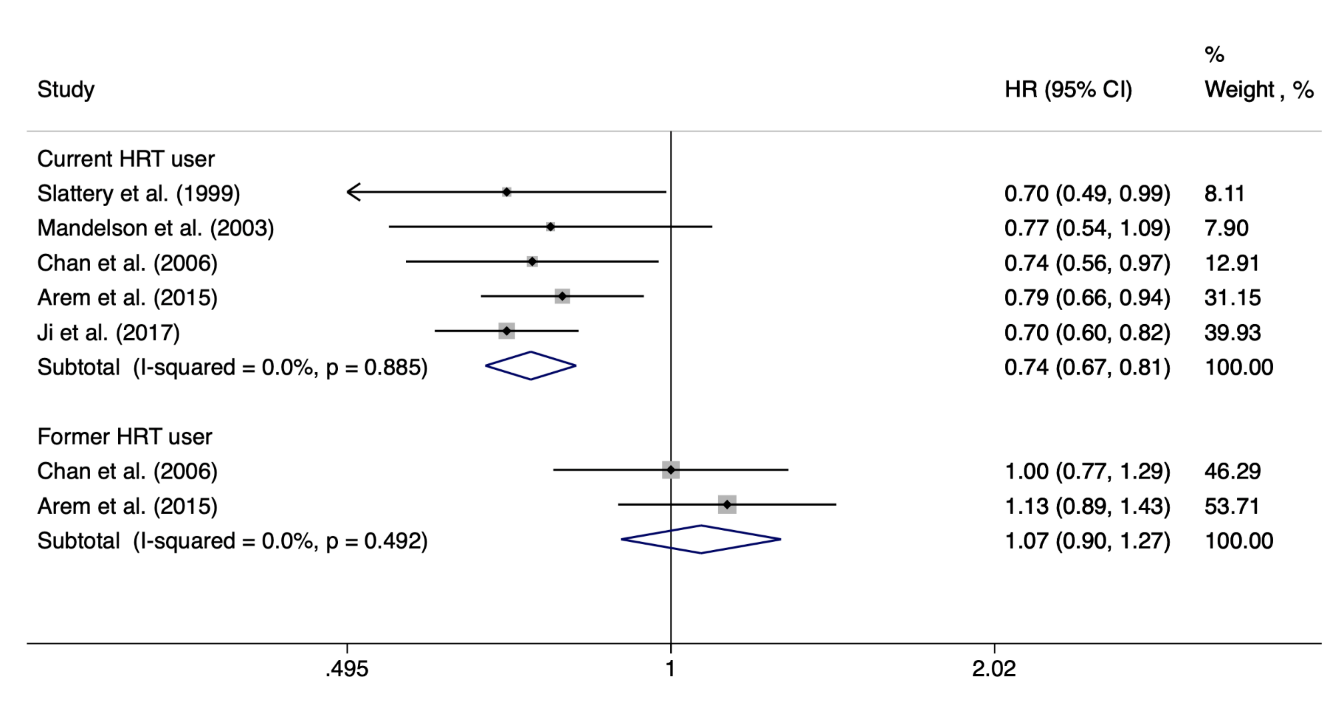 %
Study HR (95% CI) Weight , %
Current HRT user
Slattery et al. (1999) 0.70 (0.49, 0.99) 8.11
Mandelson et al. (2003) 0.77 (0.54, 1.09) 7.90
Chan et al. (2006) 0.74 (0.56, 0.97) 12.91
Arem et al. (2015) 0.79 (0.66, 0.94) 31.15
Ji et al. (2017) 0.70 (0.60, 0.82) 39.93
Subtotal (I-squared = 0.0%, p = 0.885) 0.74 (0.67, 0.81) 100.00
Former HRT user
Chan et al. (2006) 1.00 (0.77, 1.29) 46.29
Arem et al. (2015) 1.13 (0.89, 1.43) 53.71
Subtotal (I-squared = 0.0%, p = 0.492) 1.07 (0.90, 1.27) 100.00
.495 1 2.02